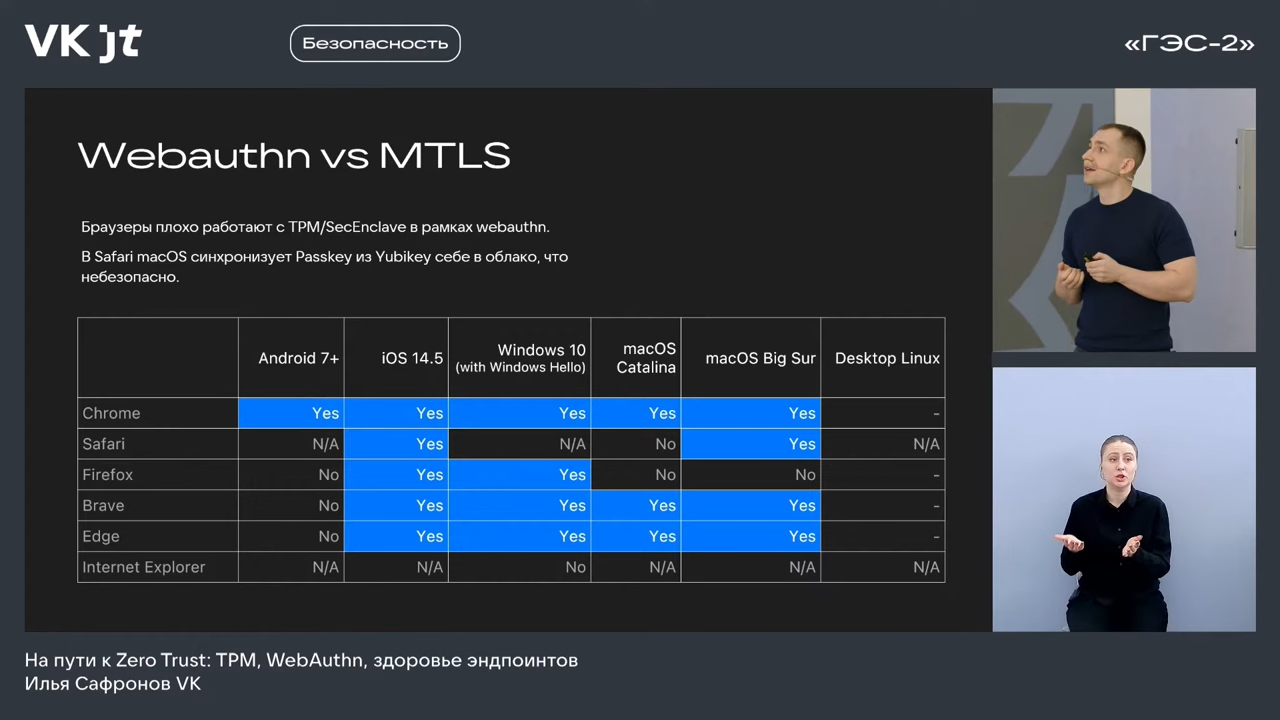 VK jt
Безопасность
«ГЭС-2»
Webauthn vs MTLS
Браузеры плохо работают с TPM/SecEnclave в рамках webauthn.
В Safari macOS синхронизует Passkey из Yubikey себе в облако, что
небезопасно.
Android 7+ iOS 14.5 Windows 10 (with Windows Hello) macOS Catalina macOS Big Sur Desktop Linux
Chrome Yes Yes Yes Yes Yes -
Safari N/A Yes N/A No Yes N/A
Firefox No Yes Yes No No -
Brave No Yes Yes Yes Yes -
Edge No Yes Yes Yes Yes -
Internet Explorer N/A N/A No N/A N/A N/A
На пути к Zero Trust: TPM, WebAuthn, здоровье эндпоинтов
Илья Сафронов VK